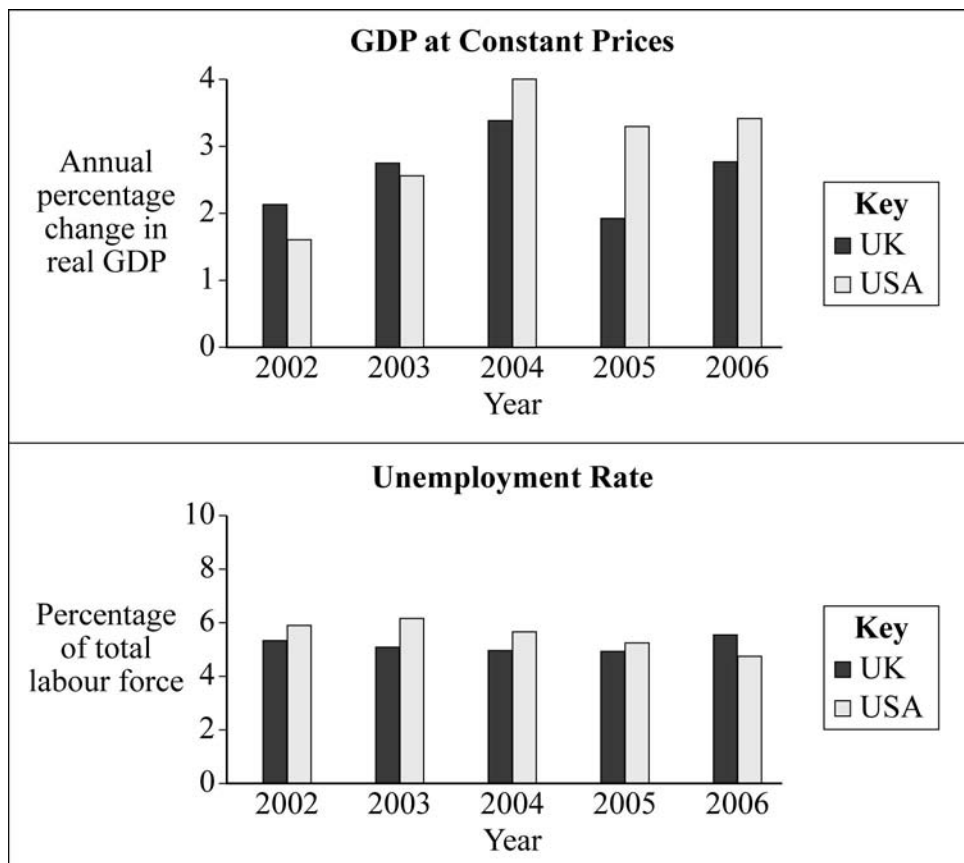 GDP at Constant Prices
Annual
percentage
change in
real GDP
4
3
2
1
0
2002 2003 2004 2005 2006
Year
Key
UK
USA
Unemployment Rate
Percentage
of total
labour force
10
8
6
4
2
0
2002 2003 2004 2005 2006
Year
Key
UK
USA